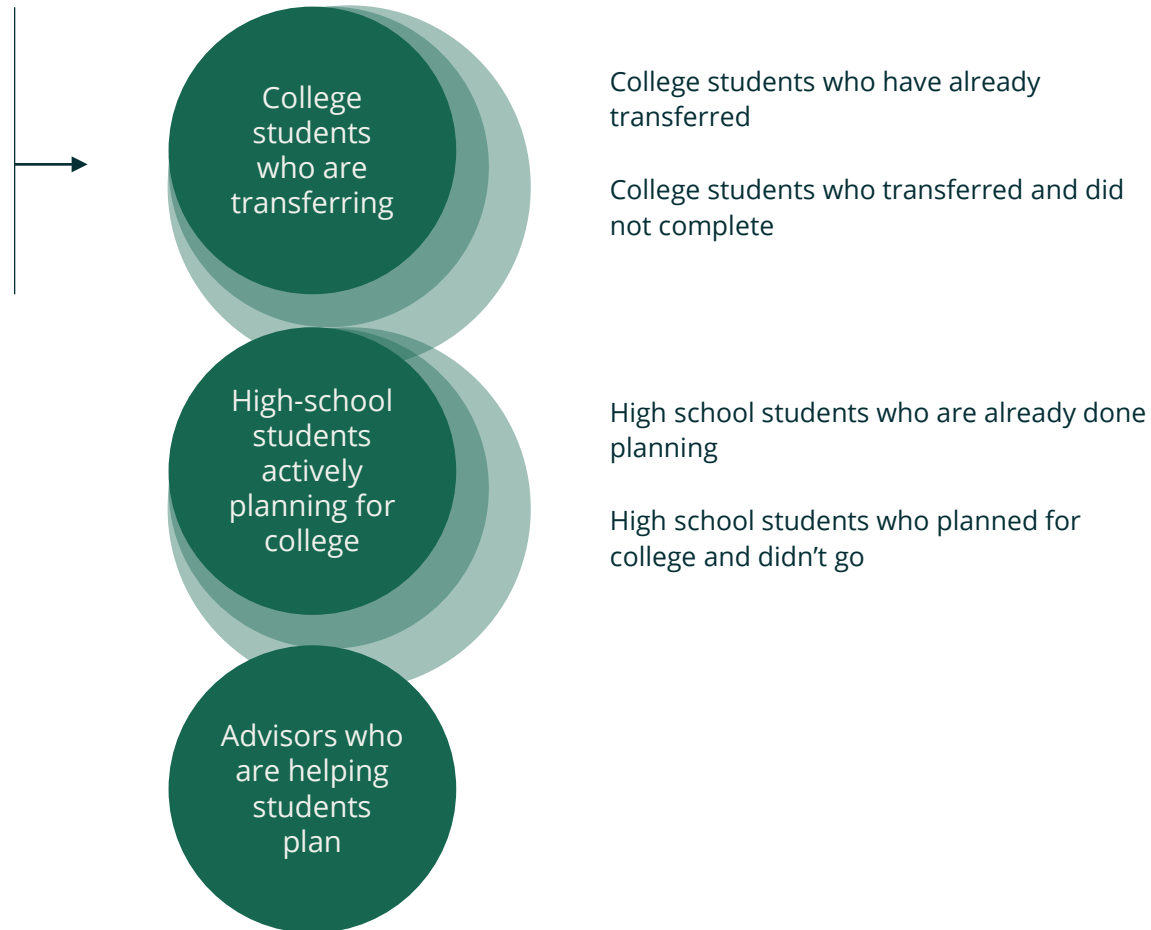 College
students
who are
transferring
College students who have already
transferred
College students who transferred and did
not complete
High-school
students
actively
planning for
college
High school students who are already done
planning
High school students who planned for
college and didn’t go
Advisors who
are helping
students
plan